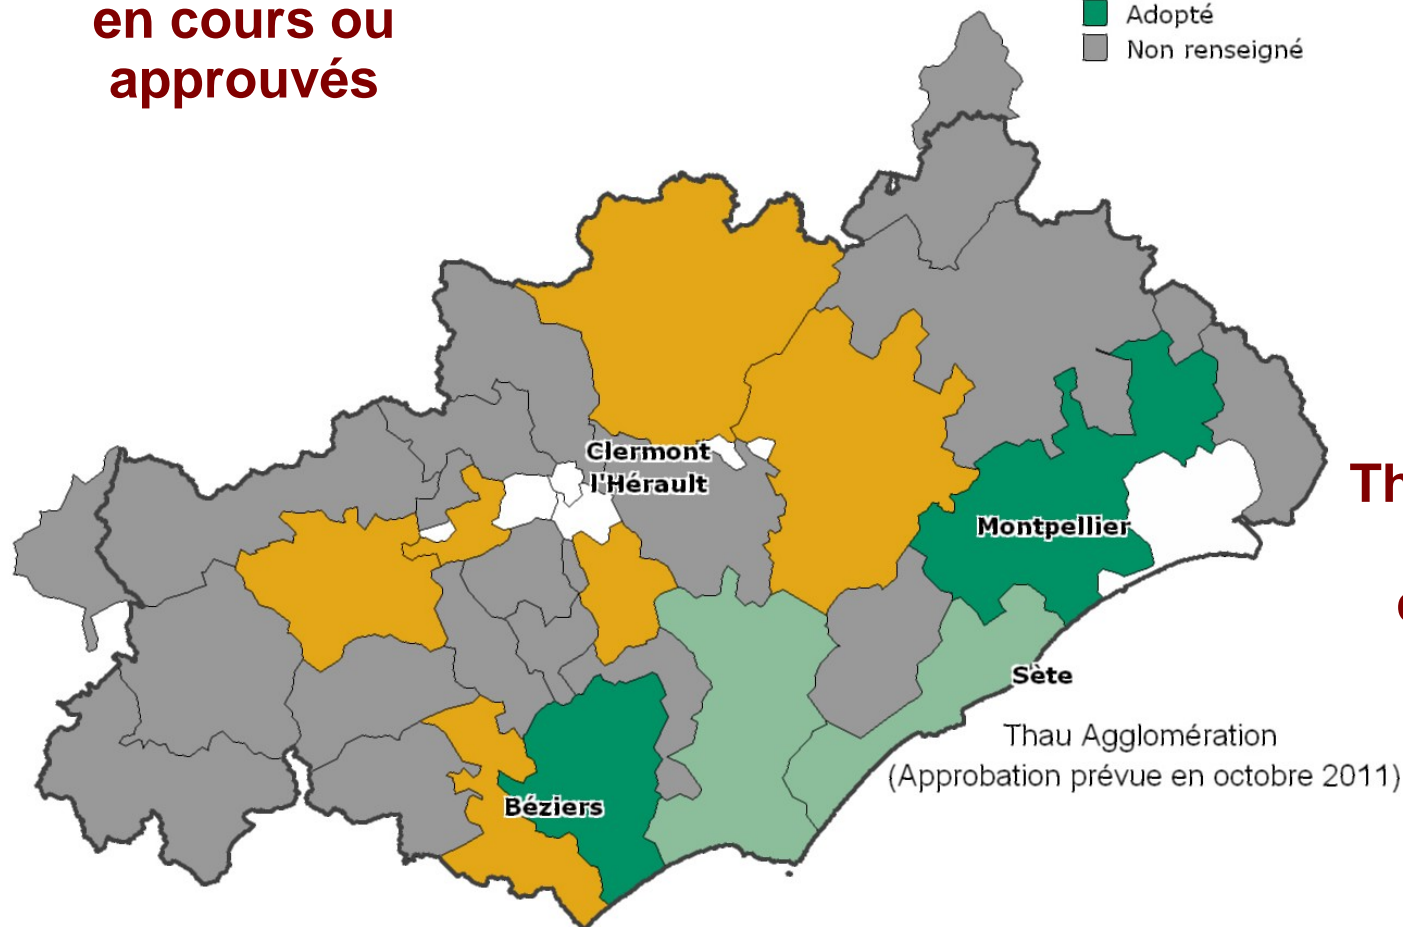 en cours ou
approuvés
Adopté
Non renseigné
Clermont
l'Hérault
Montpellier
Sète
Thau Agglomération
(Approbation prévue en octobre 2011)
Béziers
Th